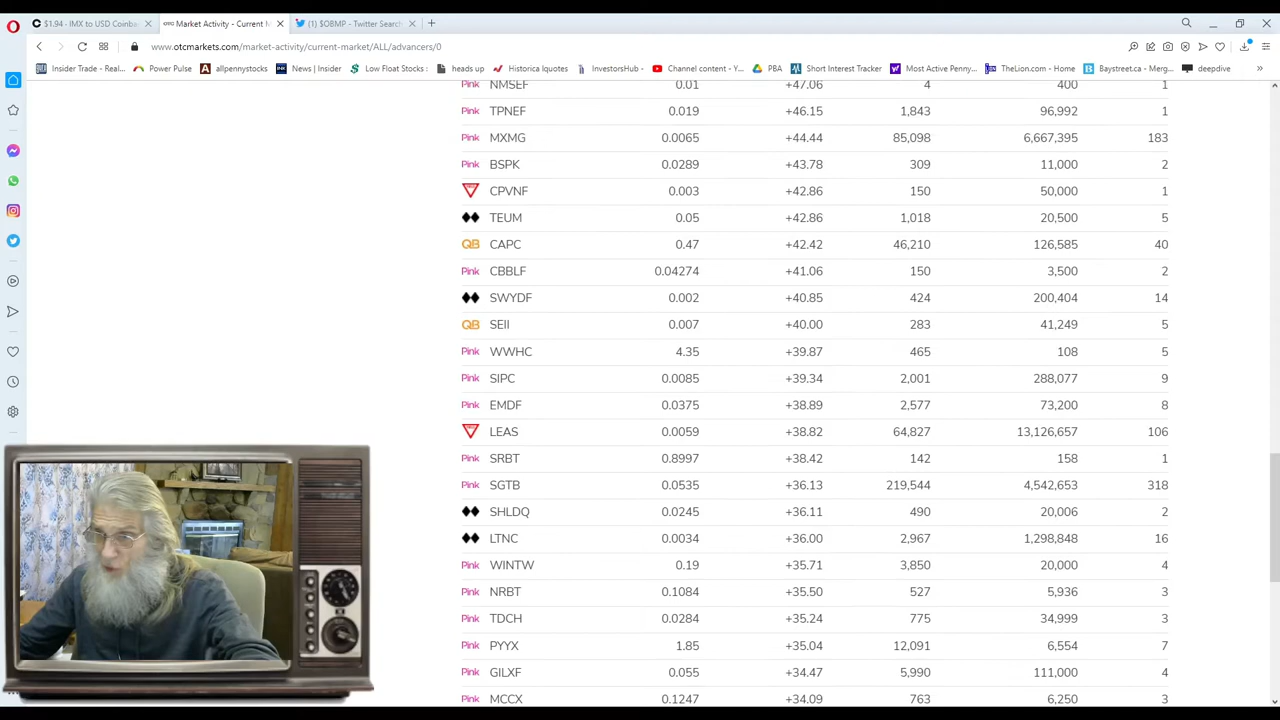 $1.94 - IMX to USD Coinba
Market Activity - Current M
(1) $OBMP - Twitter Search
www.otcmarkets.com/market-activity/current-market/ALL/advancers/0
Insider Trade - Real...
Power Pulse
allpennystocks
News | Insider
Low Float Stocks :
heads up
Historica Iquotes
InvestorsHub -
Channel content - Y...
PBA
Short Interest Tracker
Most Active Penny...
TheLion.com - Home
Baystreet.ca - Merg...
deepdive
»
Pink NMSEF 0.01 +47.06 4 400 1
Pink TPNEF 0.019 +46.15 1,843 96,992 1
Pink MXMG 0.0065 +44.44 85,098 6,667,395 183
Pink BSPK 0.0289 +43.78 309 11,000 2
CPVNF 0.003 +42.86 150 50,000 1
TEUM 0.05 +42.86 1,018 20,500 5
QB CAPC 0.47 +42.42 46,210 126,585 40
Pink CBBLF 0.04274 +41.06 150 3,500 2
SWYDF 0.002 +40.85 424 200,404 14
QB SEII 0.007 +40.00 283 41,249 5
Pink WWHC 4.35 +39.87 465 108 5
Pink SIPC 0.0085 +39.34 2,001 288,077 9
Pink EMDF 0.0375 +38.89 2,577 73,200 8
LEAS 0.0059 +38.82 64,827 13,126,657 106
Pink SRBT 0.8997 +38.42 142 158 1
Pink SGTB 0.0535 +36.13 219,544 4,542,653 318
SHLDQ 0.0245 +36.11 490 20,006 2
LTNC 0.0034 +36.00 2,967 1,298,848 16
Pink WINTW 0.19 +35.71 3,850 20,000 4
Pink NRBT 0.1084 +35.50 527 5,936 3
Pink TDCH 0.0284 +35.24 775 34,999 3
Pink PYYX 1.85 +35.04 12,091 6,554 7
Pink GILXF 0.055 +34.47 5,990 111,000 4
Pink MCCX 0.1247 +34.09 763 6,250 3